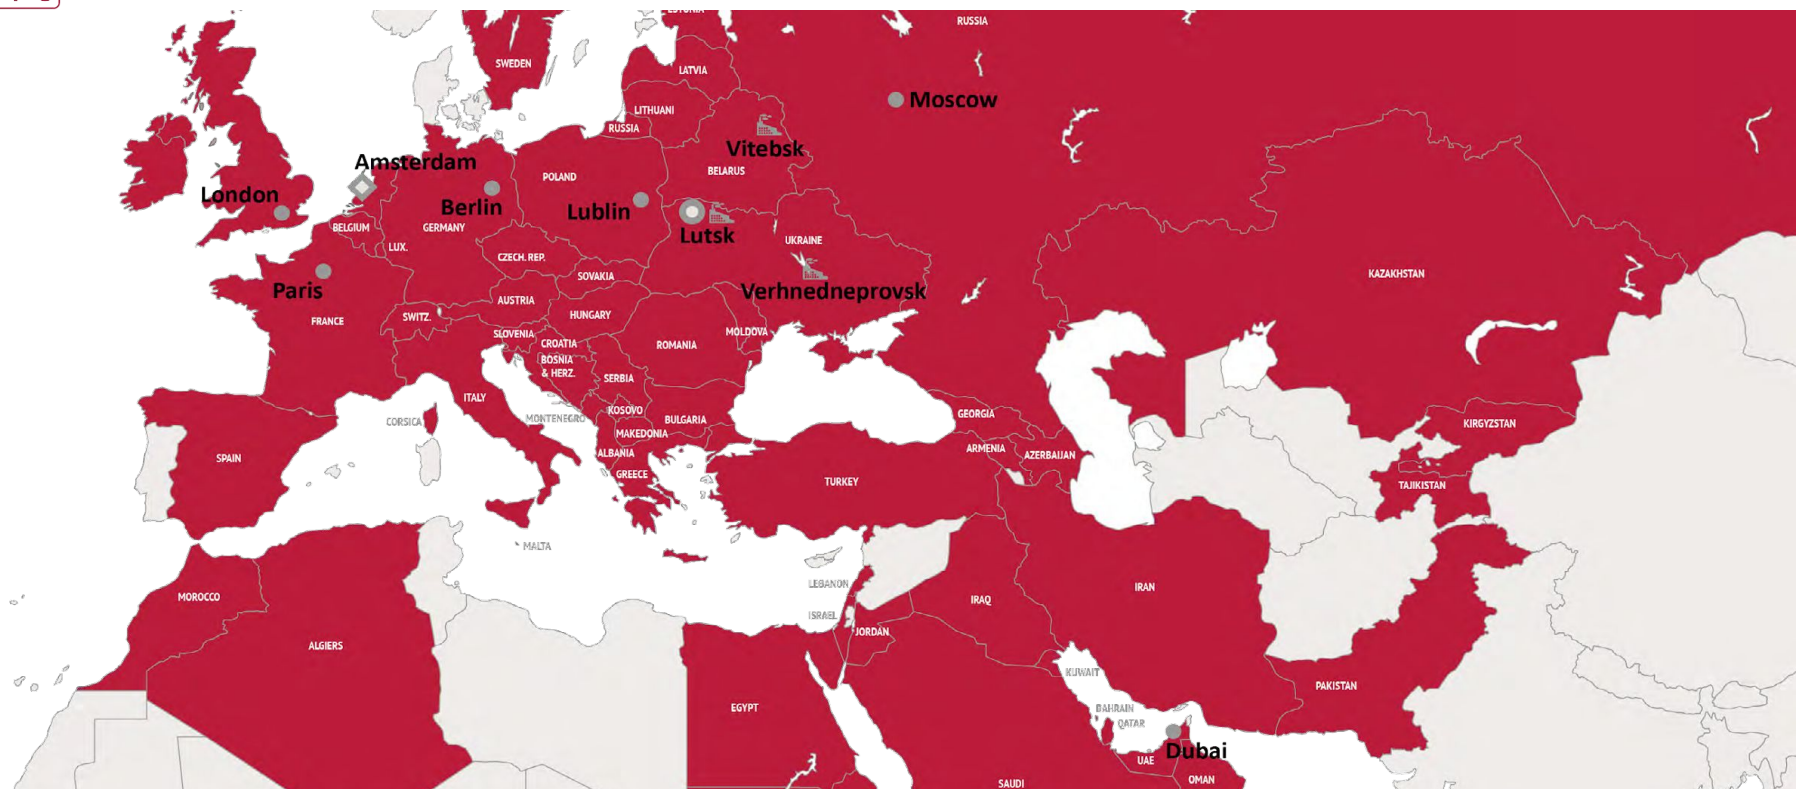 RUSSIA
SWEDEN
LATVIA
Moscow
LITHUANI
RUSSIA
Vitebsk
Amsterdam
BELARUS
POLAND
London
Berlin
Lublin
BELGIUM
GERMANY
Lutsk
UKRAINE
LUX.
CZECH. REP.
SOVAKIA
KAZAKHSTAN
Paris
Verhnedneprovsk
AUSTRIA
SWITZ.
HUNGARY
FRANCE
SLOVENIA
MOLDOVA
CROATIA
ROMANIA
BOSNIA
& HERZ.
SERBIA
ITALY
KOSOVO
GEORGIA
CORSICA
MONTENEGRO
BULGARIA
KIRGYZSTAN
MAKEDONIA
ARMENIA
ALBANIA
AZERBAIJAN
SPAIN
GREECE
TURKEY
TAJIKISTAN
MALTA
LEBANON
IRAN
MOROCCO
IRAQ
ISRAEL
JORDAN
ALGIERS
KUWAIT
PAKISTAN
EGYPT
BAHRAIN
QATAR
Dubai
UAE
OMAN
SAUDI